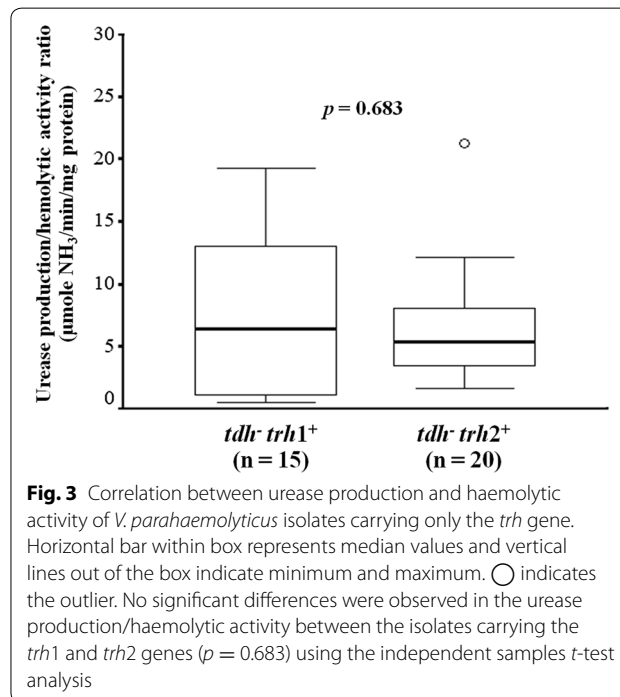 Urease production/hemolytic activity ratio
(µmole NH3/min/mg protein)
30
25
20
15
10
5
0
p = 0.683
tdh- trh1+
(n = 15)
tdh- trh2+
(n = 20)
Fig. 3 Correlation between urease production and haemolytic
activity of V. parahaemolyticus isolates carrying only the trh gene.
Horizontal bar within box represents median values and vertical
lines out of the box indicate minimum and maximum. ◯ indicates
the outlier. No significant differences were observed in the urease
production/haemolytic activity between the isolates carrying the
trh1 and trh2 genes (p = 0.683) using the independent samples t-test
analysis